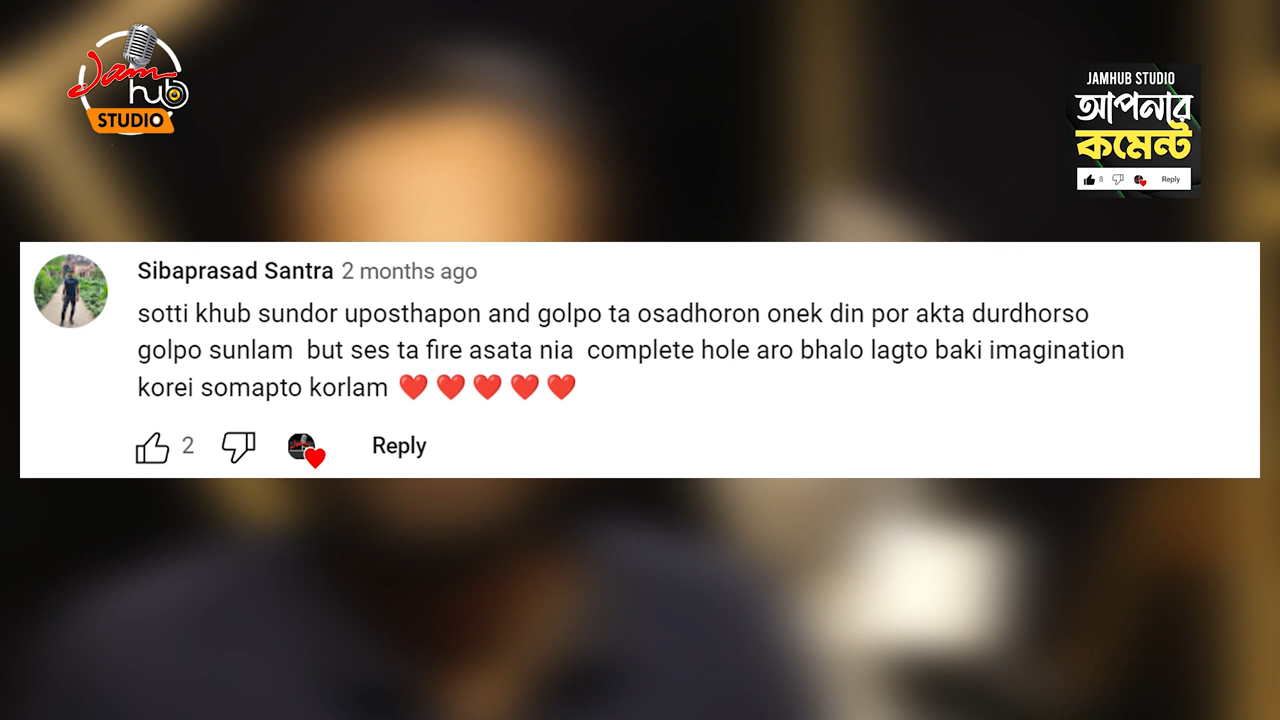 Jam
hub
STUDIO
JAMHUB STUDIO
আপনার
কমেন্ট
8 Reply
Sibaprasad Santra 2 months ago
sotti khub sundor uposthapon and golpo ta osadhoron onek din por akta durdhorso
golpo sunlam but ses ta fire asata nia complete hole aro bhalo lagto baki imagination
korei somapto korlam ❤️ ❤️ ❤️ ❤️ ❤️
2 Reply